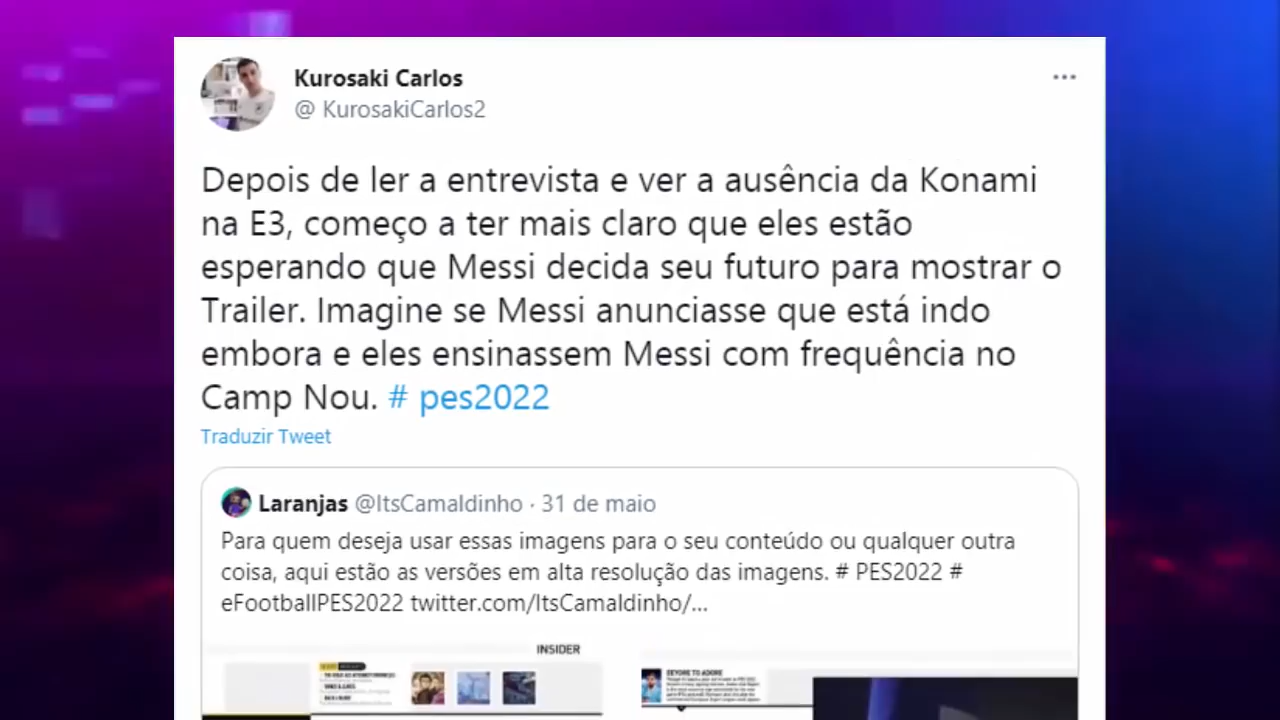 Kurosaki Carlos
@ KurosakiCarlos2
Depois de ler a entrevista e ver a ausência da Konami
na E3, começo a ter mais claro que eles estão
esperando que Messi decida seu futuro para mostrar o
Trailer. Imagine se Messi anunciasse que está indo
embora e eles ensinassem Messi com frequência no
Camp Nou. # pes2022
Traduzir Tweet
Laranjas @ItsCamaldinho · 31 de maio
Para quem deseja usar essas imagens para o seu conteúdo ou qualquer outra
coisa, aqui estão as versões em alta resolução das imagens. # PES2022 #
eFootballPES2022 twitter.com/ItsCamaldinho/...
INSIDER